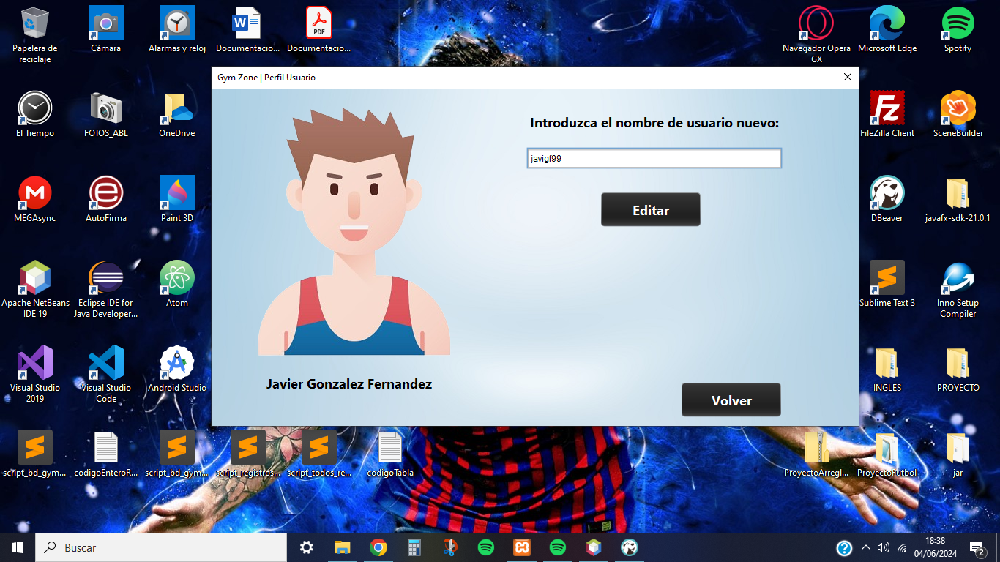 Papelera de
reciclaje
Cámara
Alarmas y reloj
Documentacio...
PDF
Documentacio...
Navegador Opera
GX
Microsoft Edge
Spotify
Gym Zone | Perfil Usuario
Introduzca el nombre de usuario nuevo:
javigf99
Editar
Javier Gonzalez Fernandez
Volver
El Tiempo
FOTOS_ABL
OneDrive
FileZilla Client
SceneBuilder
MEGAsync
AutoFirma
Paint 3D
DBeaver
javafx-sdk-21.0.1
Apache NetBeans
IDE 19
Eclipse IDE for
Java Developer...
Atom
Sublime Text 3
Inno Setup
Compiler
Visual Studio
2019
Visual Studio
Code
Android Studio
INGLES
PROYECTO
script_bd_gym...
codigoEnteroR...
script_bd_gym...
script_registros...
script_todos_re...
codigoTabla
ProyectoArregl...
ProyectoFutbol
jar
Buscar
18:38
04/06/2024
2